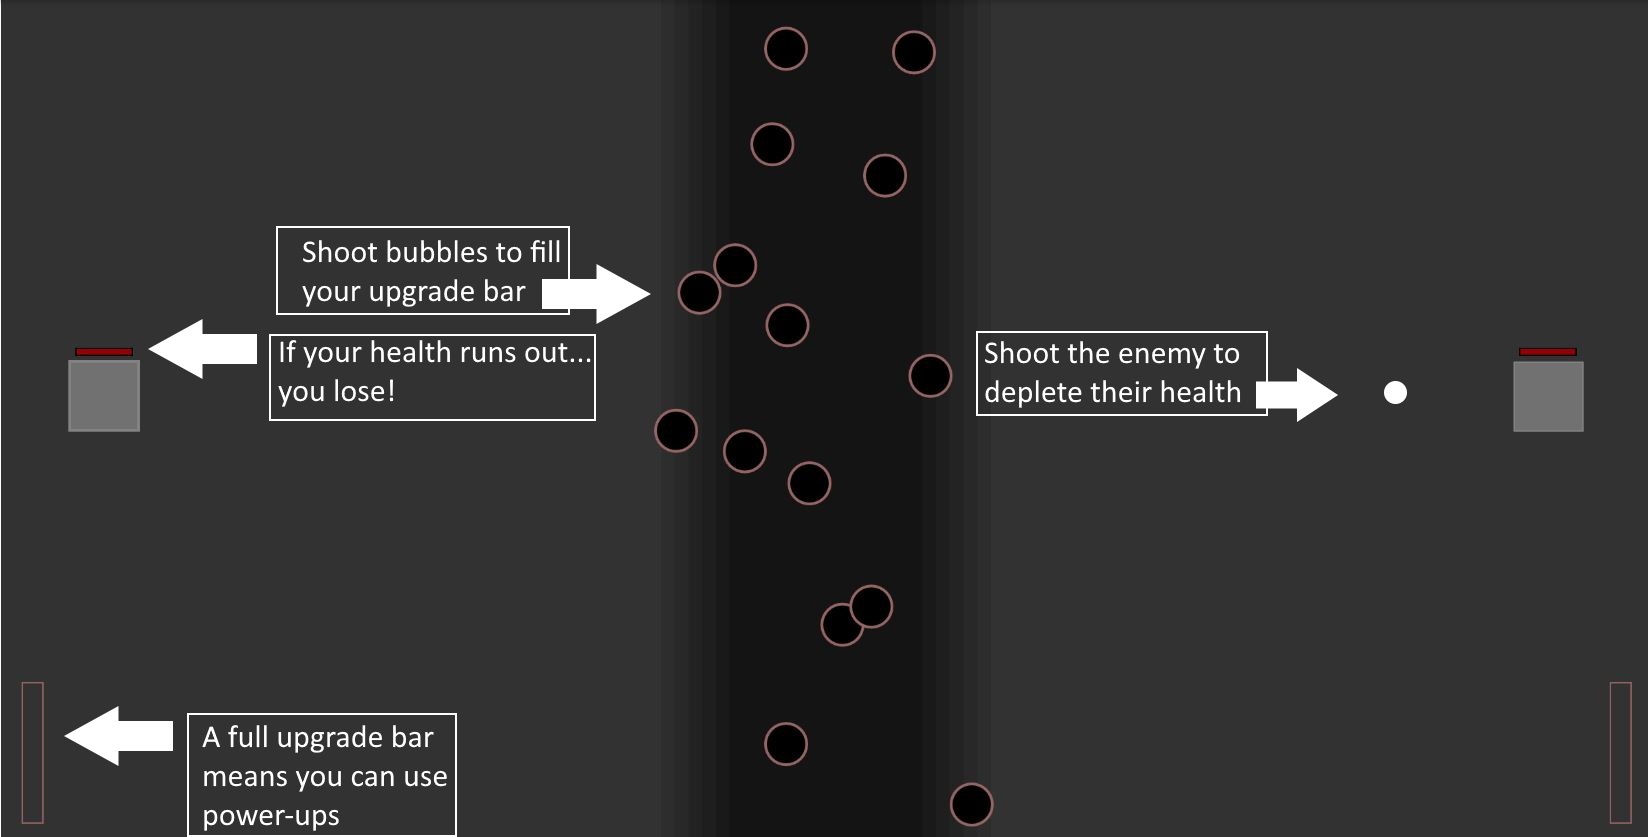 Shoot bubbles to fill
your upgrade bar
If your health runs out...
you lose!
Shoot the enemy to
deplete their health
A full upgrade bar
means you can use
power-ups